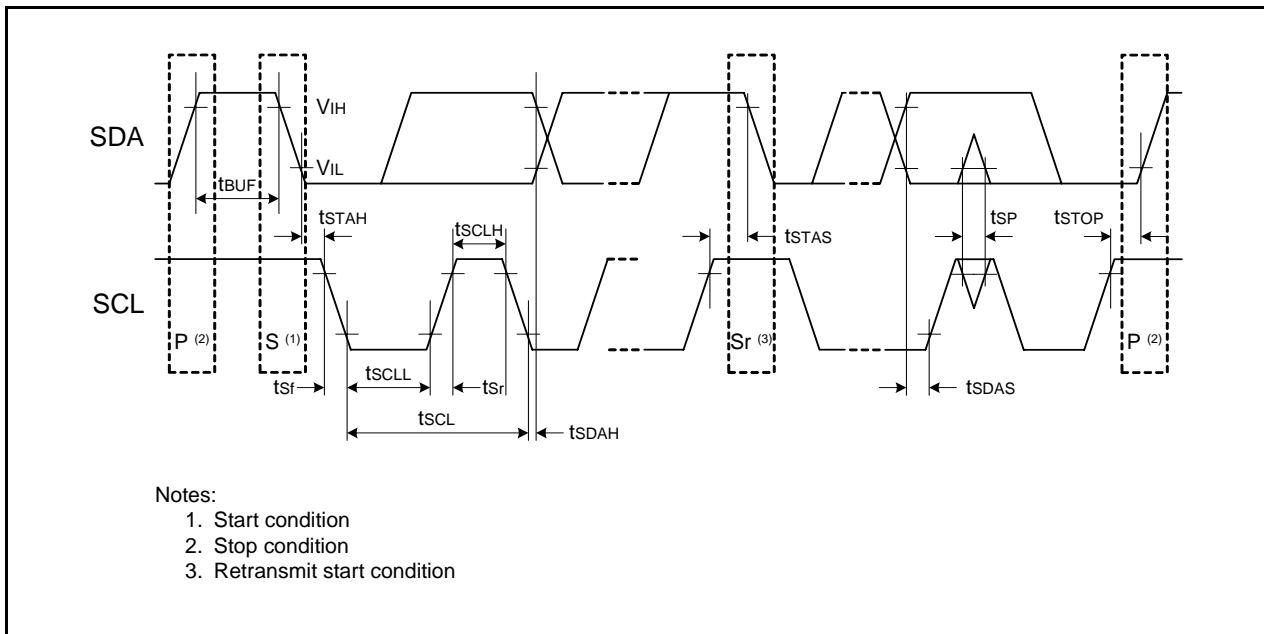 VIH
SDA
VIL
tBUF
tSTAH
tSCLH
tSTAS
tSP
tSTOP
SCL
P (2)
S (1)
Sr (3)
P (2)
tSf
tSCLL
tSr
tSDAS
tSCL
tSDAH
Notes:
1. Start condition
2. Stop condition
3. Retransmit start condition